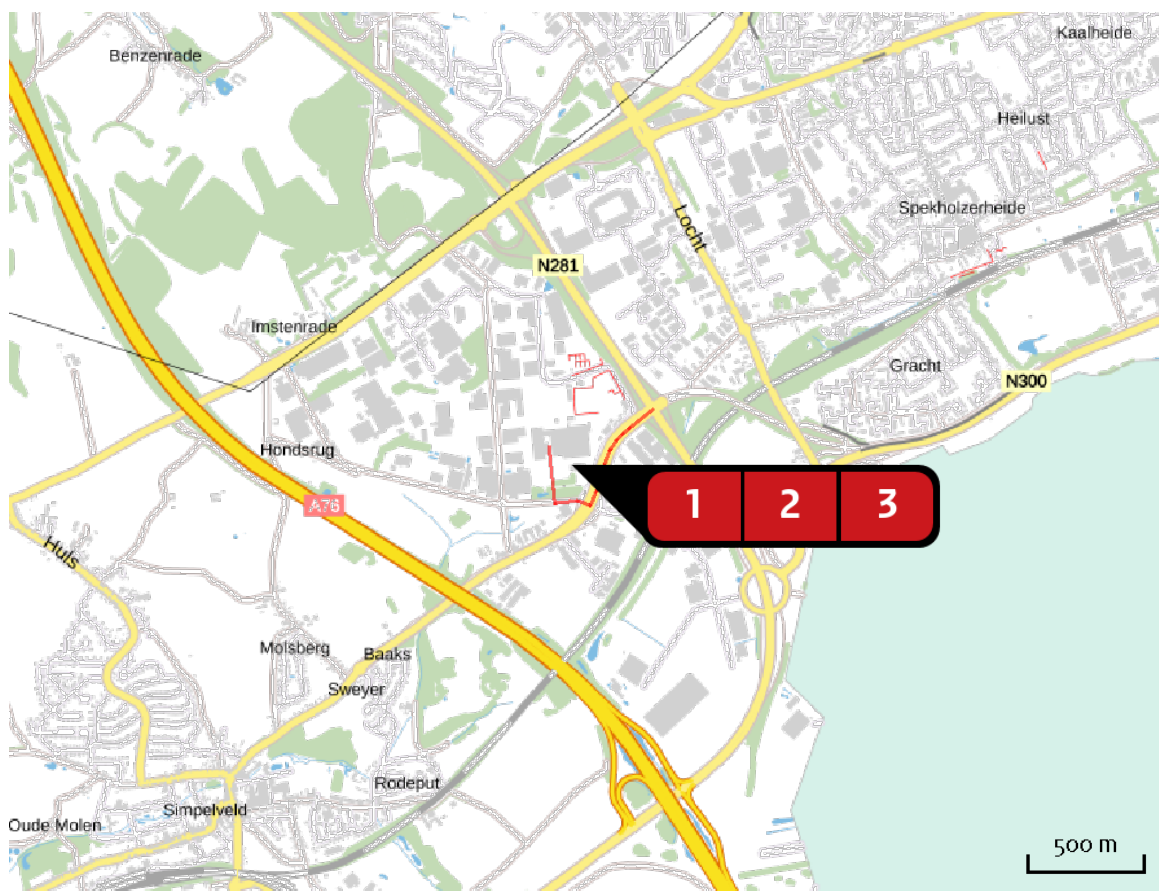 Kaalheide
Benzenrade
Heilust
Spekholzerheide
Locht
N281
Imstenrade
Gracht
N300
Hondsrug
A76
1 2 3
Huls
Molsberg
Baaks
Sweyer
Rodeput
Simpelveld
Oude Molen
500 m